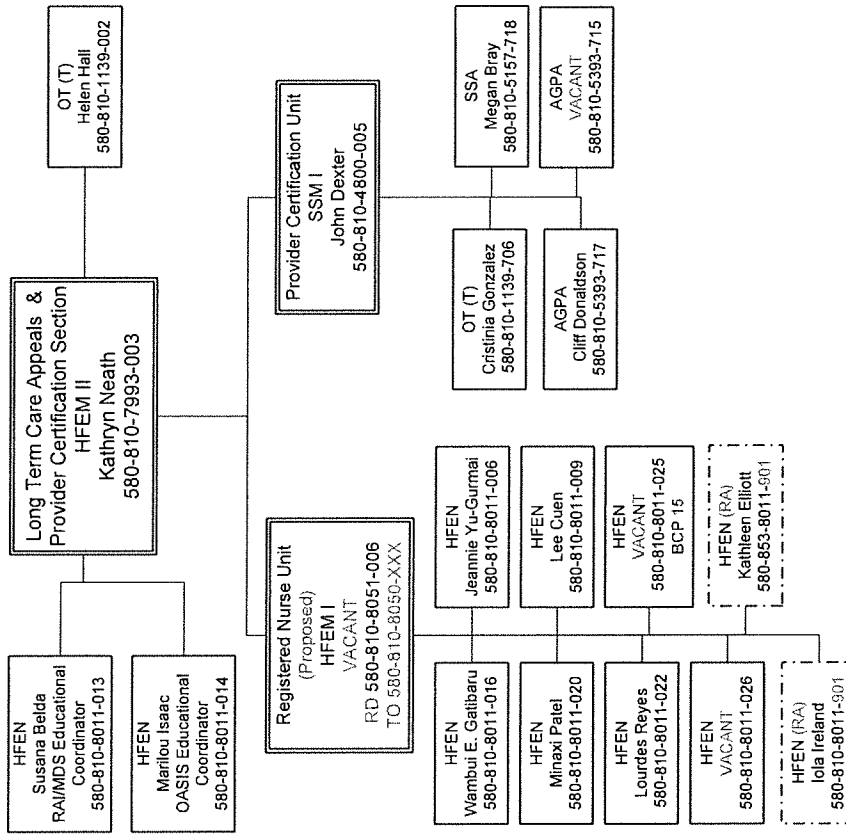 Long Term Care Appeals &
Provider Certification Section
HFEM II
Kathryn Neath
580-810-7993-003
OT (T)
Helen Hall
580-810-1139-002
HFEN
Susana Belda
RAI/MDS Educational
Coordinator
580-810-8011-013
HFEN
Marilou Isaac
OASIS Educational
Coordinator
580-810-8011-014
Registered Nurse Unit
(Proposed)
HFEM I
VACANT
RD 580-810-8051-006
TO 580-810-8050-XXX
HFEN
Wambui E. Gatibaru
580-810-8011-016
HFEN
Jeannie Yu-Gurmai
580-810-8011-006
HFEN
Minaxi Patel
580-810-8011-020
HFEN
Lee Cuen
580-810-8011-009
HFEN
Lourdes Reyes
580-810-8011-022
HFEN
VACANT
580-810-8011-025
BCP 15
HFEN
VACANT
580-810-8011-026
HFEN (RA)
Kathleen Elliott
580-853-8011-901
HFEN (RA)
Iola Ireland
580-810-8011-901
Provider Certification Unit
SSM I
John Dexter
580-810-4800-005
OT (T)
Cristinia Gonzalez
580-810-1139-706
SSA
Megan Bray
580-810-5157-718
AGPA
Cliff Donaldson
580-810-5393-717
AGPA
VACANT
580-810-5393-715